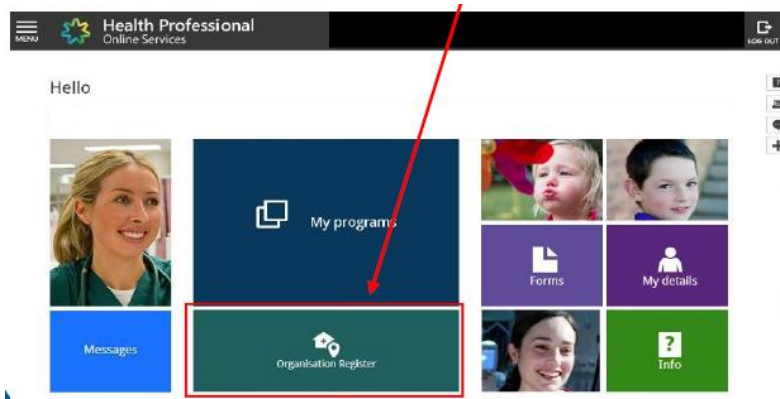 MENU
Health Professional
Online Services
LOG OUT
Hello
My programs
Forms
My details
Messages
Organisation Register
?
Info